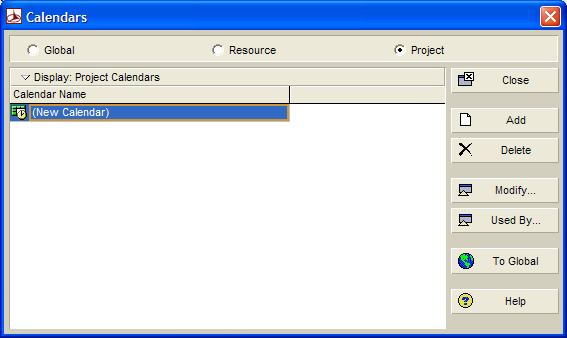 Calendars
Global Resource Project
Display: Project Calendars
Calendar Name
(New Calendar)
Close
Add
Delete
Modify...
Used By...
To Global
Help